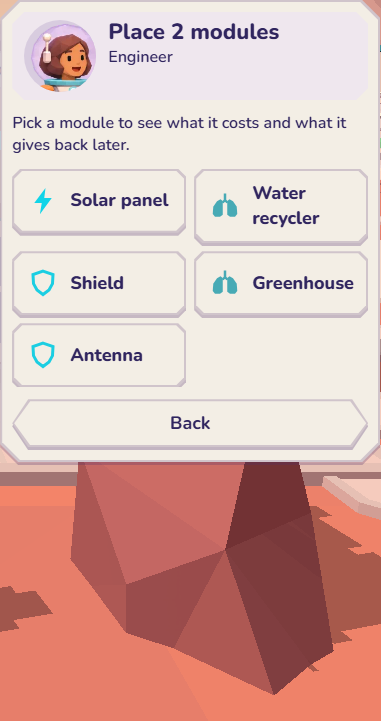 Place 2 modules
Engineer
Pick a module to see what it costs and what it
gives back later.
Solar panel
Water
recycler
Shield
Greenhouse
Antenna
Back